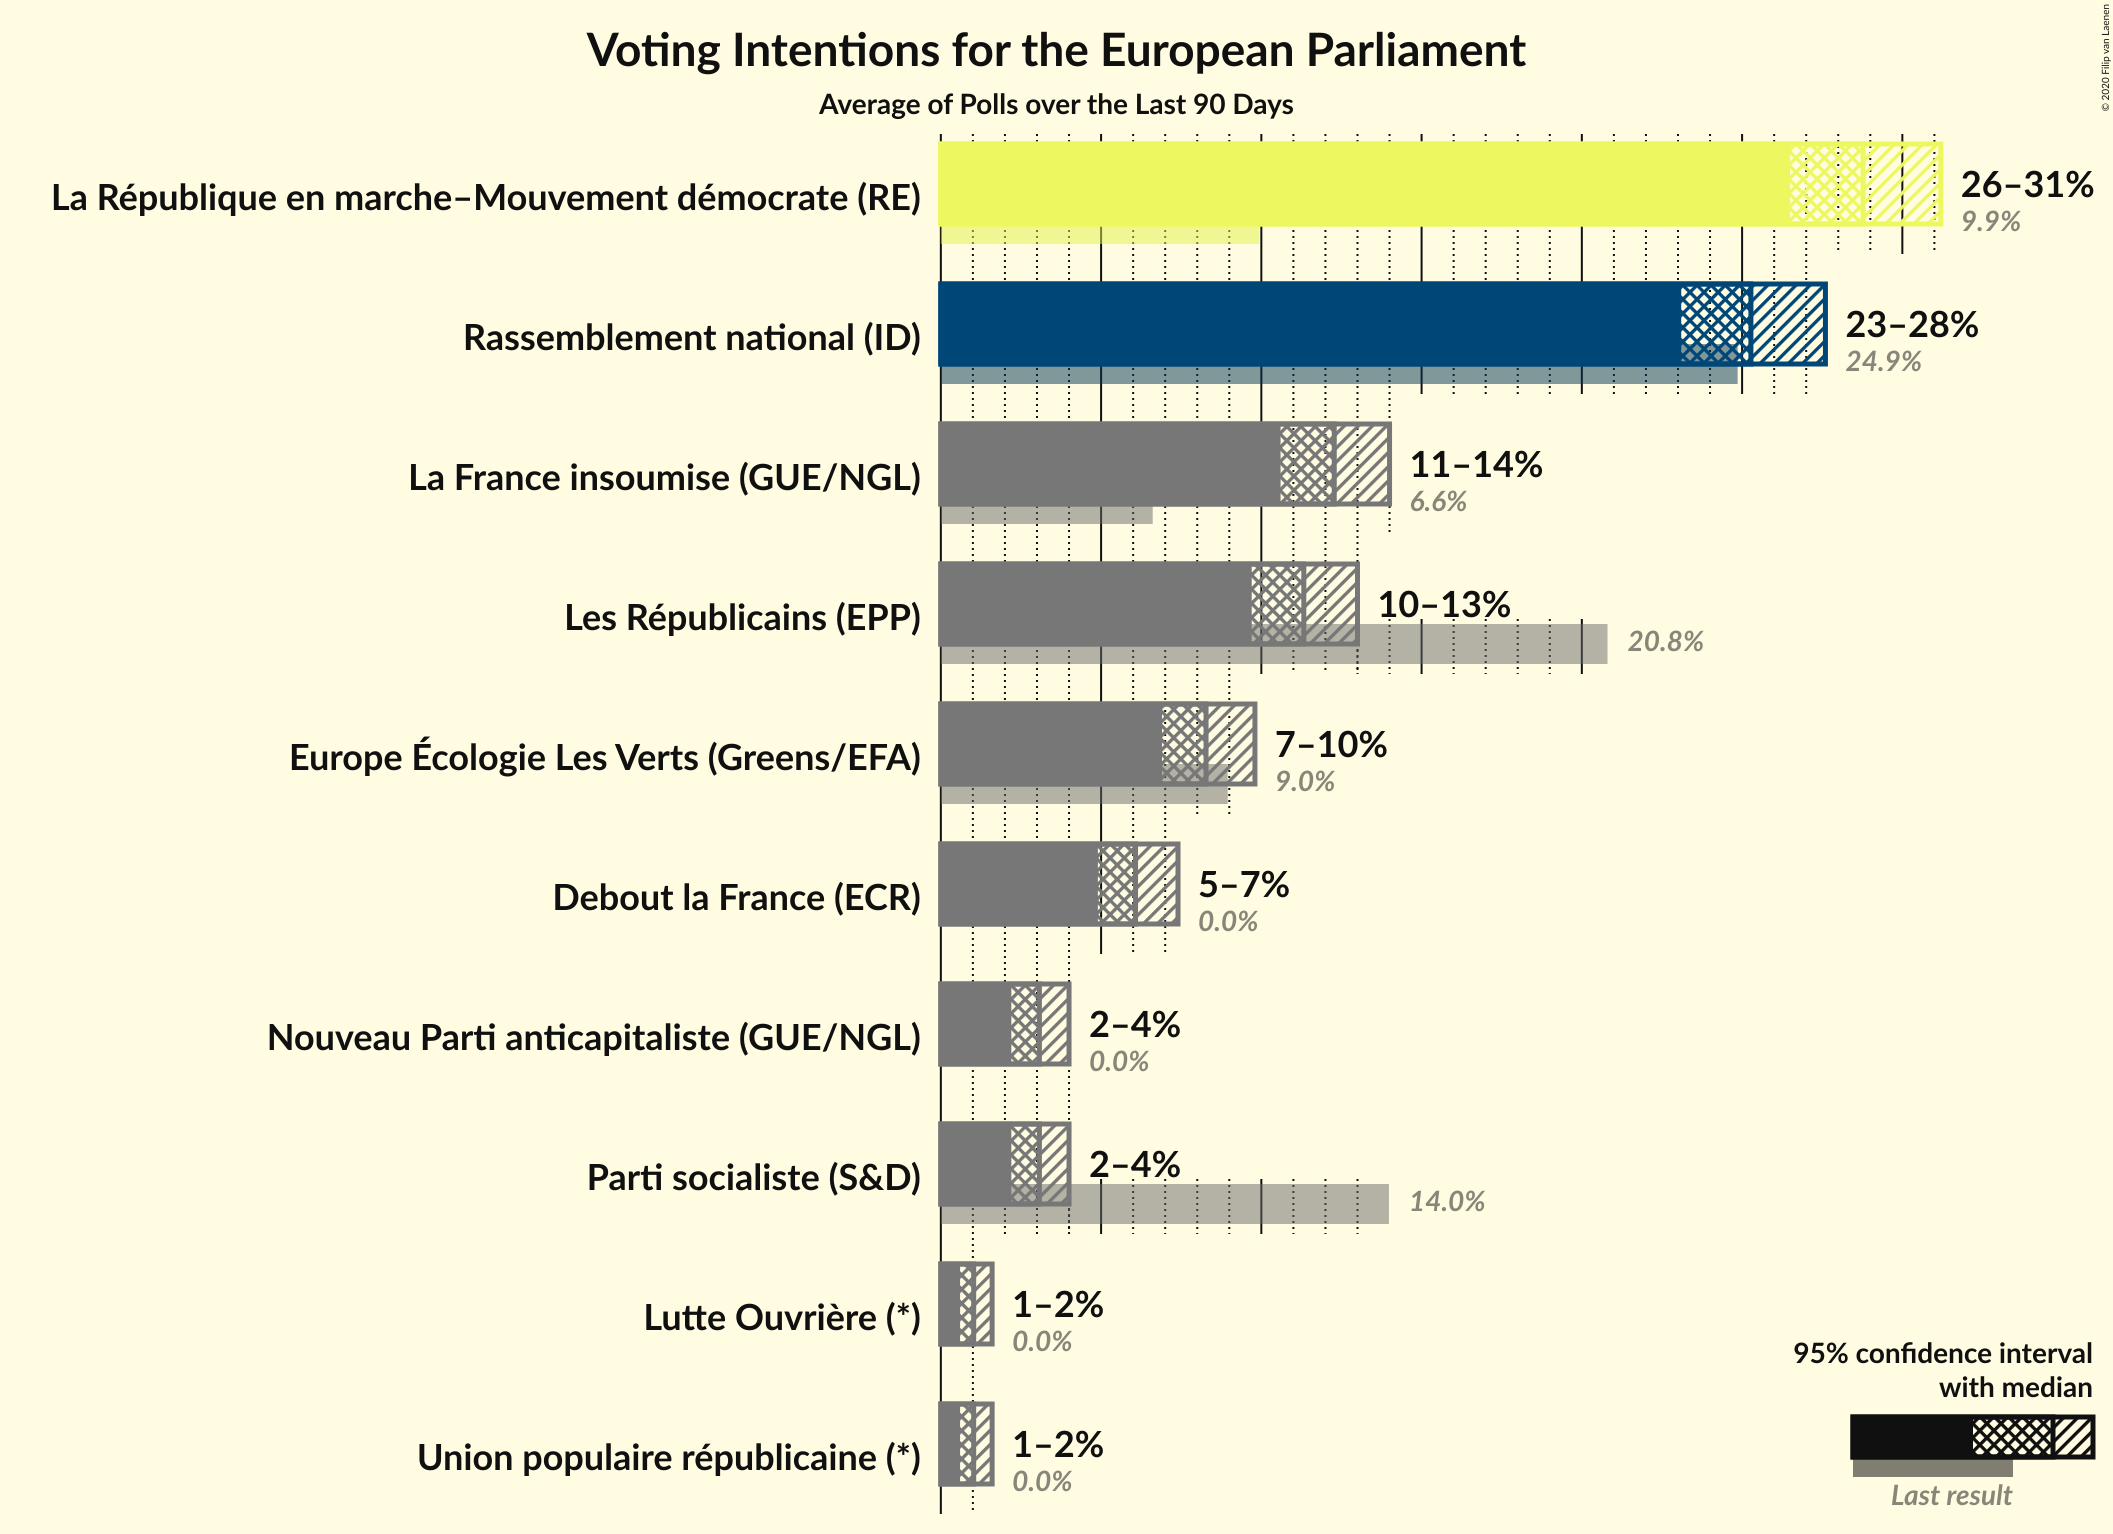 © 2020 Filip van Laenen
Voting Intentions for the European Parliament
Average of Polls over the Last 90 Days
La République en marche–Mouvement démocrate (RE)
26–31%
9.9%
Rassemblement national (ID)
23–28%
24.9%
La France insoumise (GUE/NGL)
11–14%
6.6%
Les Républicains (EPP)
10–13%
20.8%
Europe Écologie Les Verts (Greens/EFA)
7–10%
9.0%
Debout la France (ECR)
5–7%
0.0%
Nouveau Parti anticapitaliste (GUE/NGL)
2–4%
0.0%
Parti socialiste (S&D)
2–4%
14.0%
Lutte Ouvrière (*)
1–2%
0.0%
Union populaire républicaine (*)
1–2%
0.0%
95% confidence interval
with median
Last result